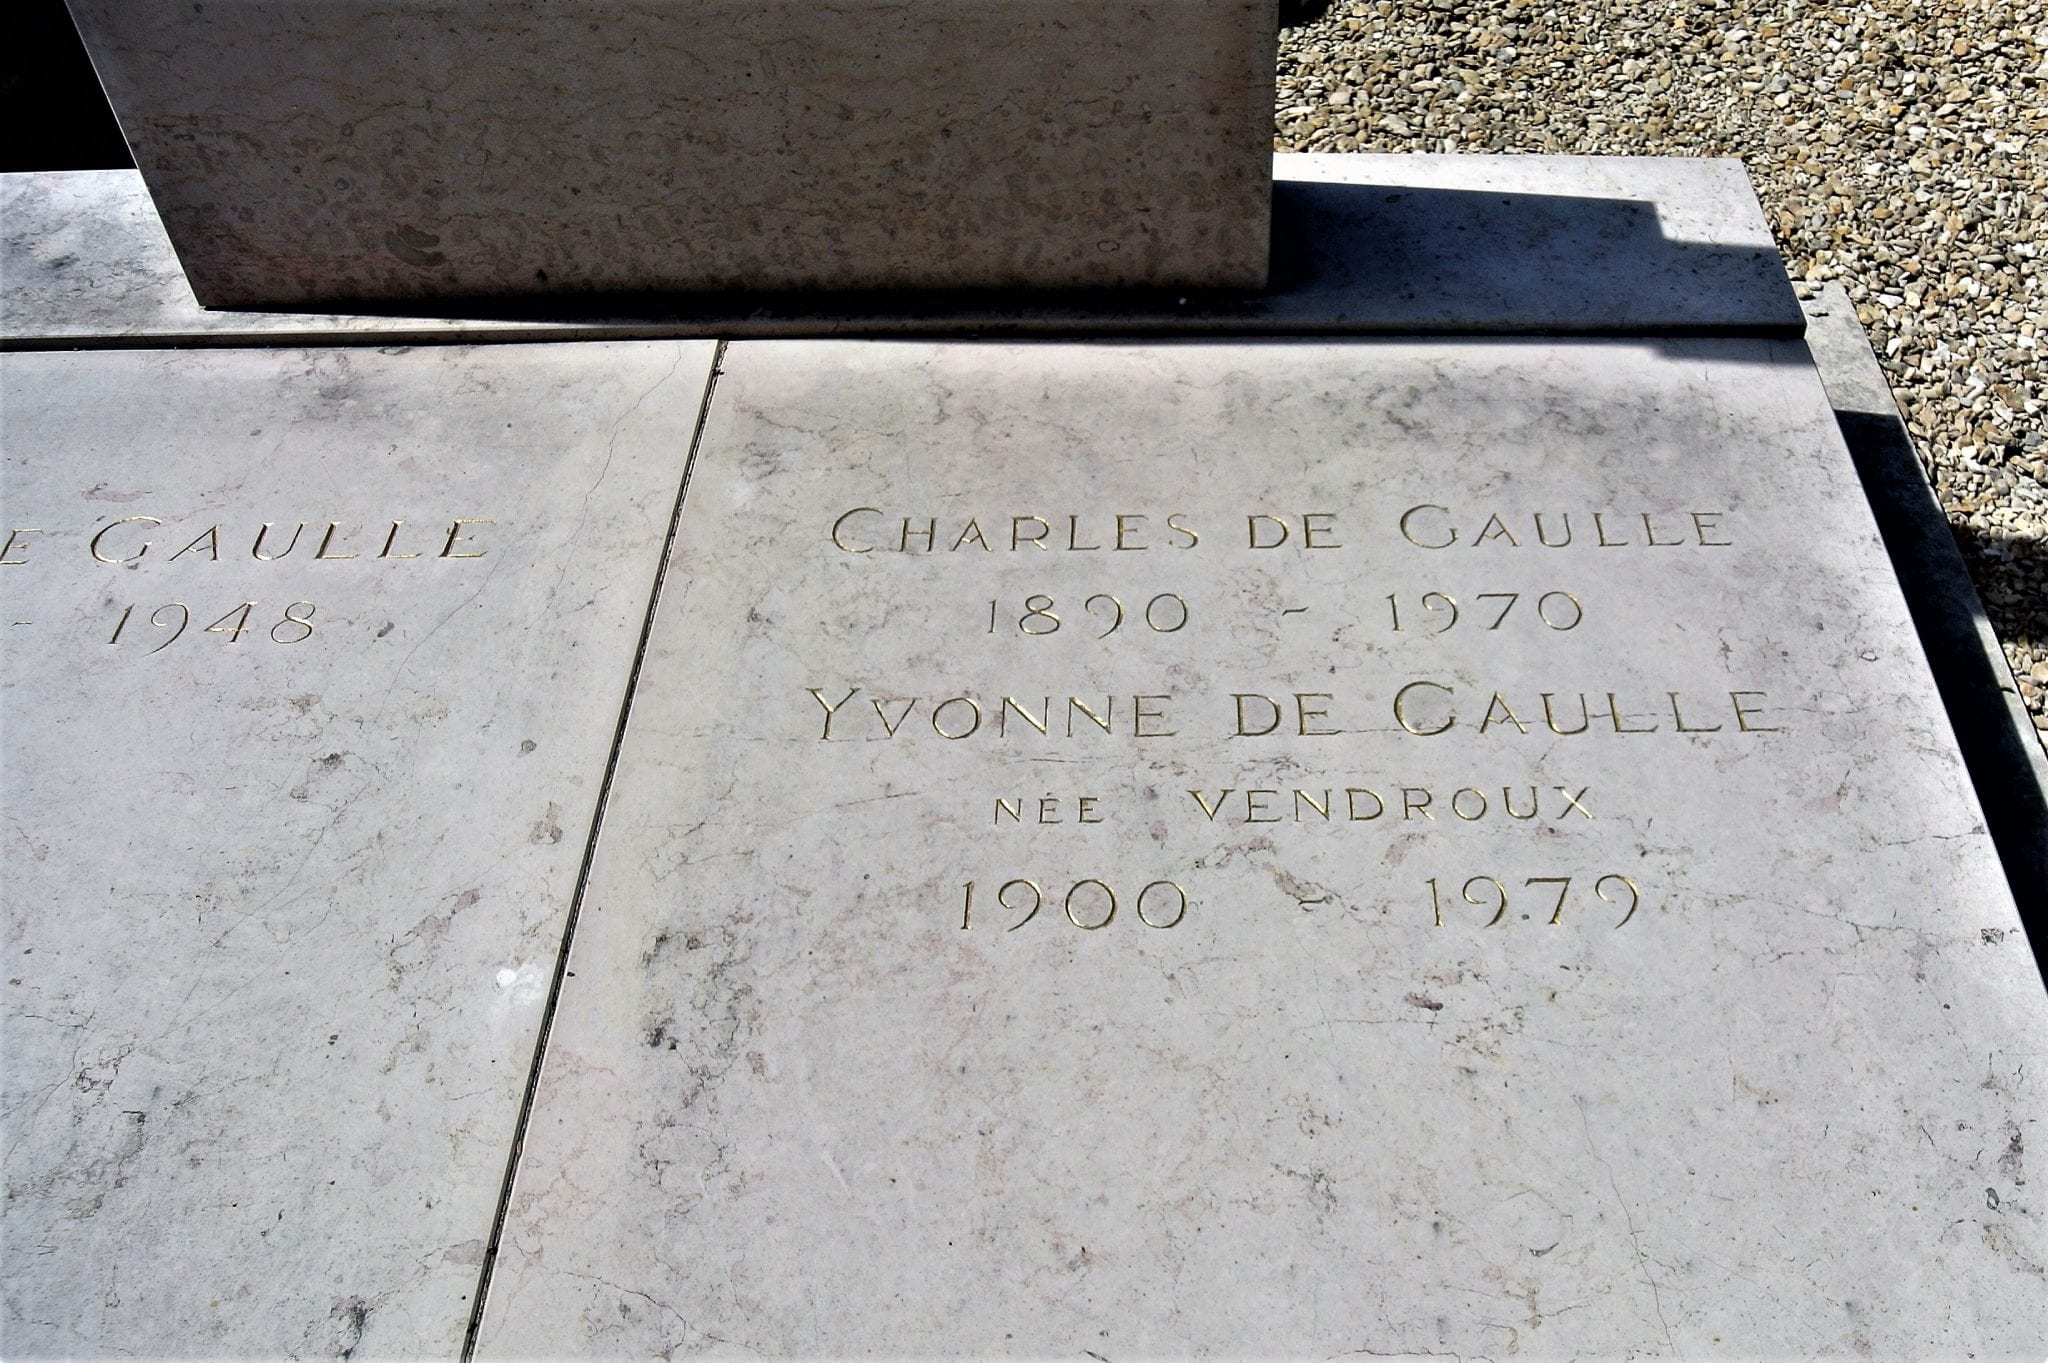 E GAULLE
- 1948
CHARLES DE GAULLE
1890 - 1970
YVONNE DE GAULLE
NÉE VENDROUX
1900 - 1979